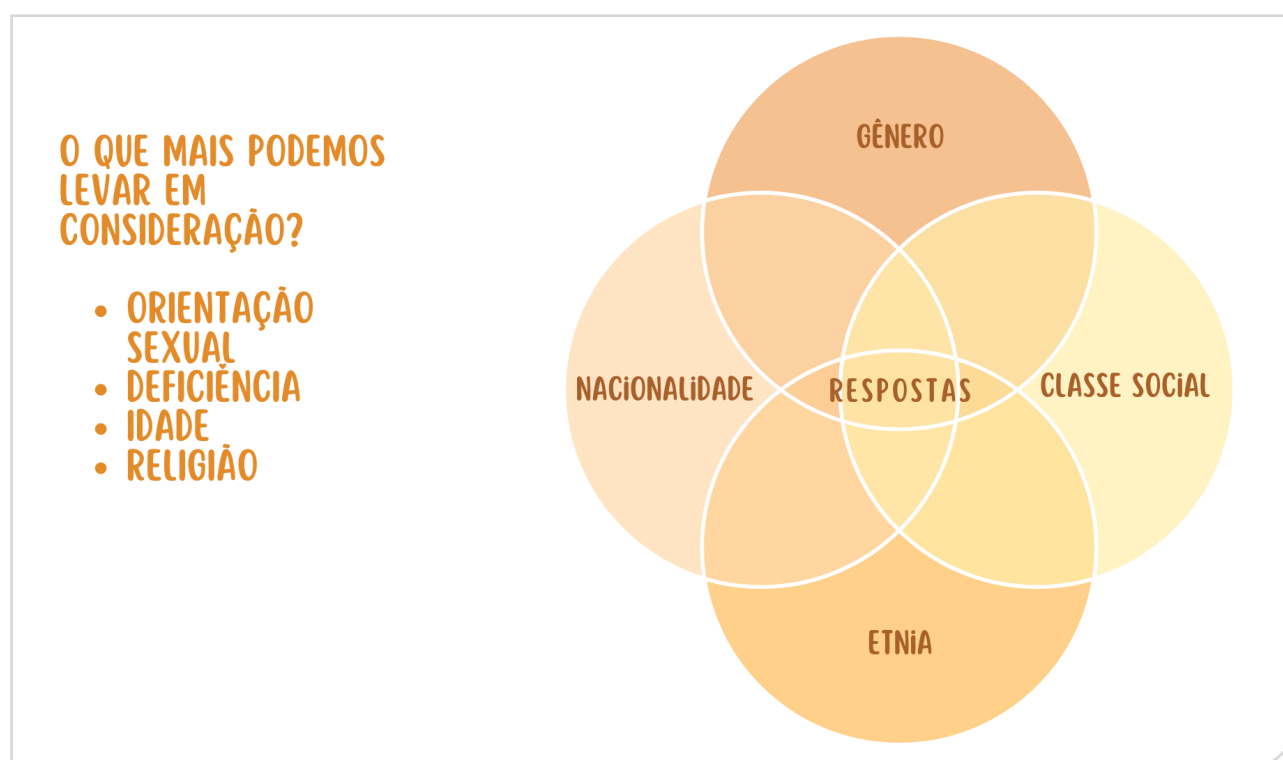 O QUE MAIS PODEMOS
LEVAR EM
CONSIDERAÇÃO?
• ORIENTAÇÃO
SEXUAL
• DEFICIÊNCIA
• IDADE
• RELIGIÃO
GÊNERO
NACIONALIDADE
RESPOSTAS
CLASSE SOCIAL
ETNIA